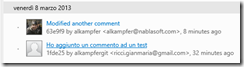 venerdì 8 marzo 2013
Modified another comment
63e9f9 by alkampfer <alkampfer@nablasoft.com>, 8 minutes ago
Ho aggiunto un commento ad un test
1fde25 by alkampfergit <ricci.gianmaria@gmail.com>, 32 minutes ago